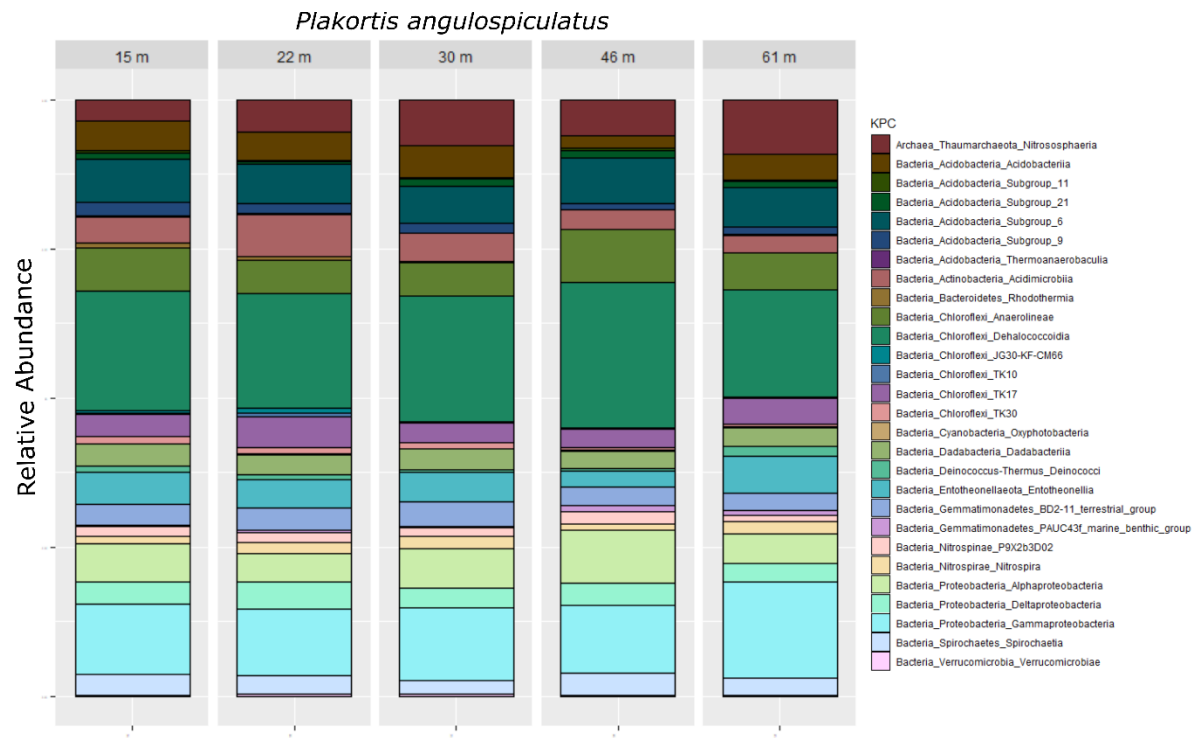 Plakortis angulospiculatus
15 m
22 m
30 m
46 m
61 m
Relative Abundance
KPC
Archaea_Thaumarchaeota_Nitrososphaeria
Bacteria_Acidobacteria_Acidobacteriia
Bacteria_Acidobacteria_Subgroup_11
Bacteria_Acidobacteria_Subgroup_21
Bacteria_Acidobacteria_Subgroup_6
Bacteria_Acidobacteria_Subgroup_9
Bacteria_Acidobacteria_Thermoanaerobaculia
Bacteria_Actinobacteria_Acidimicrobiia
Bacteria_Bacteroidetes_Rhodothermia
Bacteria_Chloroflexi_Anaerolineae
Bacteria_Chloroflexi_Dehalococcoidia
Bacteria_Chloroflexi_JG30-KF-CM66
Bacteria_Chloroflexi_TK10
Bacteria_Chloroflexi_TK17
Bacteria_Chloroflexi_TK30
Bacteria_Cyanobacteria_Oxyphotobacteria
Bacteria_Dadabacteria_Dadabacteriia
Bacteria_Deinococcus-Thermus_Deinococci
Bacteria_Entotheonellaeota_Entotheonellia
Bacteria_Gemmatimonadetes_BD2-11_terrestrial_group
Bacteria_Gemmatimonadetes_PAUC43f_marine_benthic_group
Bacteria_Nitrospinae_P9X2b3D02
Bacteria_Nitrospirae_Nitrospira
Bacteria_Proteobacteria_Alphaproteobacteria
Bacteria_Proteobacteria_Deltaproteobacteria
Bacteria_Proteobacteria_Gammaproteobacteria
Bacteria_Spirochaetes_Spirochaetia
Bacteria_Verrucomicrobia_Verrucomicrobiae